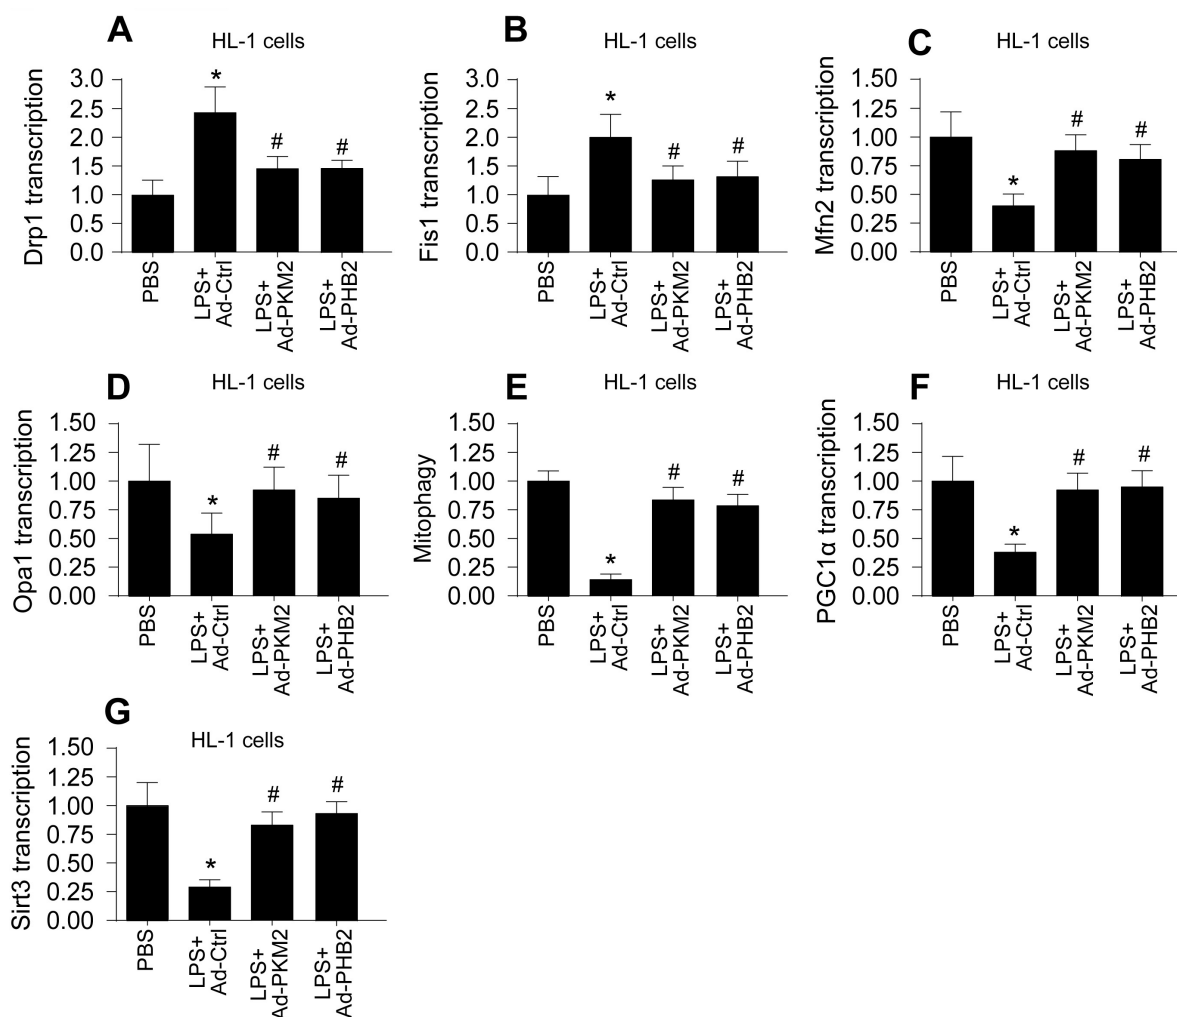 A
HL-1 cells
Drp1 transcription
3.0
2.5
2.0
1.5
1.0
0.5
0.0
*
#
#
PBS
LPS+
Ad-Ctrl
LPS+
Ad-PKM2
LPS+
Ad-PHB2
B
HL-1 cells
Fis1 transcription
3.0
2.5
2.0
1.5
1.0
0.5
0.0
*
#
#
PBS
LPS+
Ad-Ctrl
LPS+
Ad-PKM2
LPS+
Ad-PHB2
C
HL-1 cells
Mfn2 transcription
1.50
1.25
1.00
0.75
0.50
0.25
0.00
*
#
#
PBS
LPS+
Ad-Ctrl
LPS+
Ad-PKM2
LPS+
Ad-PHB2
D
HL-1 cells
Opa1 transcription
1.50
1.25
1.00
0.75
0.50
0.25
0.00
*
#
#
PBS
LPS+
Ad-Ctrl
LPS+
Ad-PKM2
LPS+
Ad-PHB2
E
HL-1 cells
Mitophagy
1.50
1.25
1.00
0.75
0.50
0.25
0.00
*
#
#
PBS
LPS+
Ad-Ctrl
LPS+
Ad-PKM2
LPS+
Ad-PHB2
F
HL-1 cells
PGC1α transcription
1.50
1.25
1.00
0.75
0.50
0.25
0.00
*
#
#
PBS
LPS+
Ad-Ctrl
LPS+
Ad-PKM2
LPS+
Ad-PHB2
G
HL-1 cells
Sirt3 transcription
1.50
1.25
1.00
0.75
0.50
0.25
0.00
*
#
#
PBS
LPS+
Ad-Ctrl
LPS+
Ad-PKM2
LPS+
Ad-PHB2